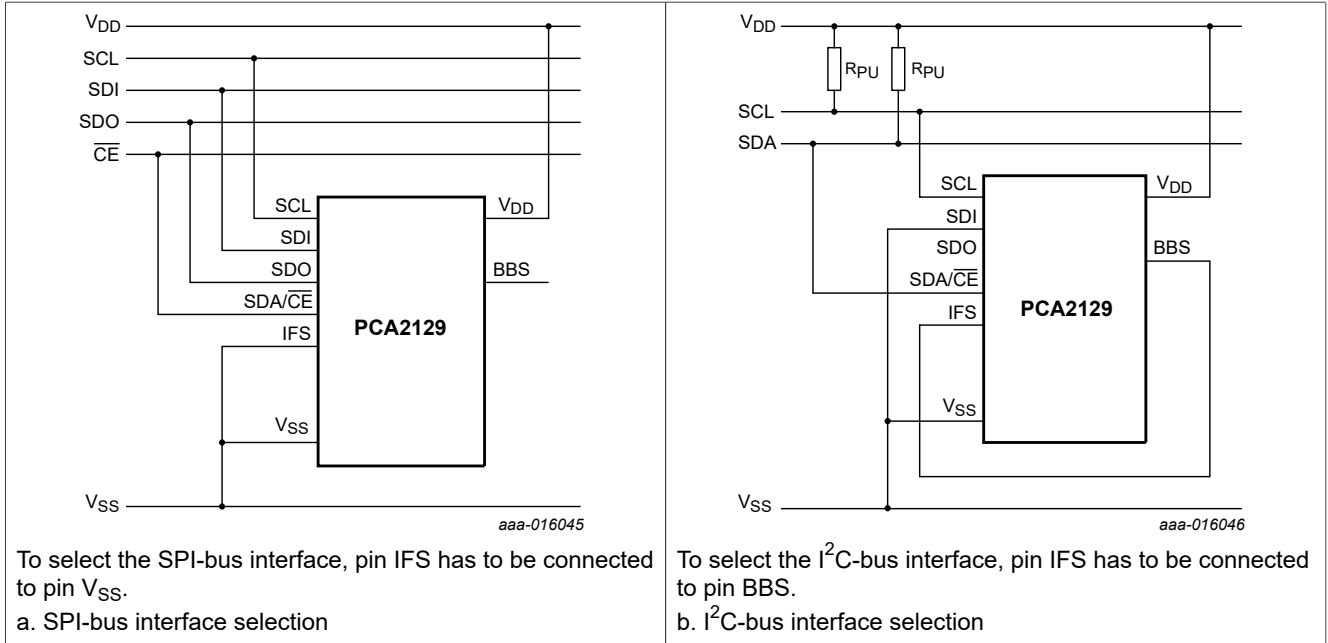 VDD
SCL
SDI
SDO
CE
SCL
SDI
SDO
SDA/CE
IFS
VSS
VDD
BBS
PCA2129
VSS
aaa-016045
To select the SPI-bus interface, pin IFS has to be connected
to pin VSS.
a. SPI-bus interface selection
VDD
RPU
RPU
SCL
SDA
SCL
SDI
SDO
SDA/CE
IFS
VSS
VDD
BBS
PCA2129
VSS
aaa-016046
To select the I²C-bus interface, pin IFS has to be connected
to pin BBS.
b. I²C-bus interface selection